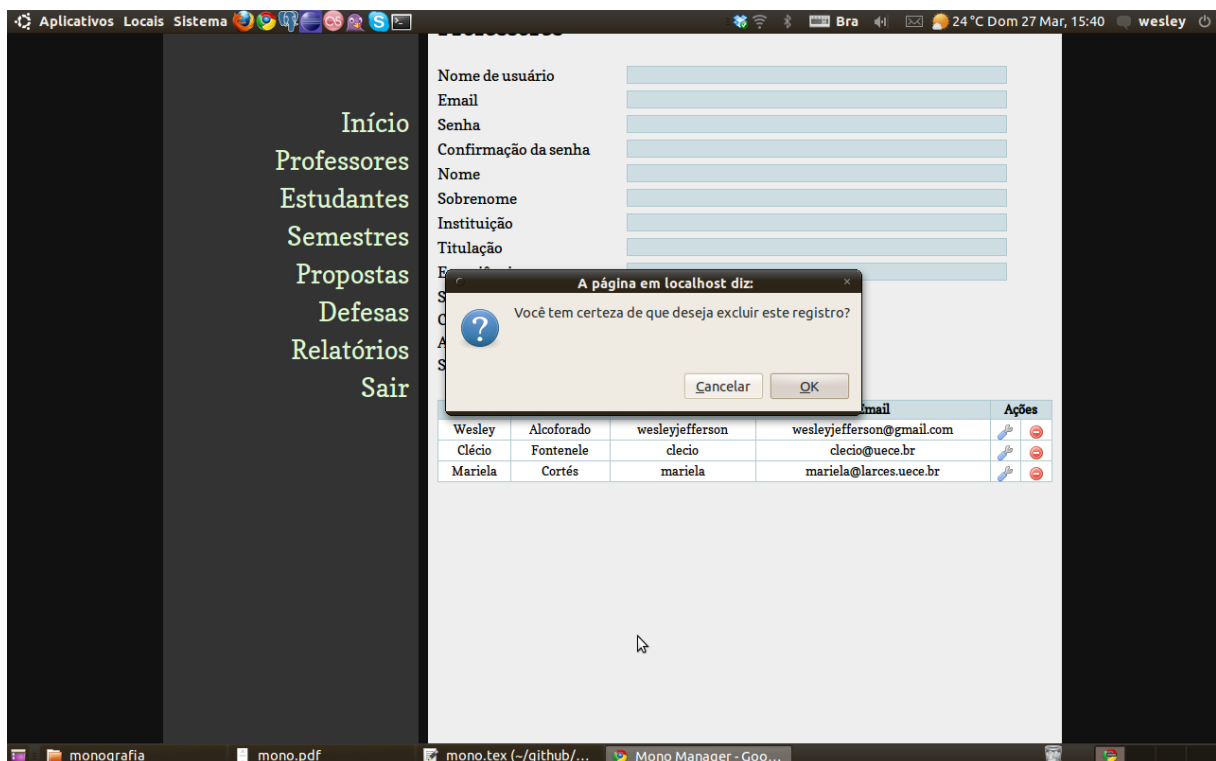 Aplicativos Locais Sistema
Bra 24 °C Dom 27 Mar, 15:40 wesley
Professores
Início
Professores
Estudantes
Semestres
Propostas
Defesas
Relatórios
Sair
Nome de usuário
Email
Senha
Confirmação da senha
Nome
Sobrenome
Instituição
Titulação
A página em localhost diz:
Você tem certeza de que deseja excluir este registro?
Cancelar OK
Email Ações
Wesley Alcoforado wesleyjefferson wesleyjefferson@gmail.com
Clécio Fontenele clecio clecio@uece.br
Mariela Cortés mariela mariela@larces.uece.br
monografia mono.pdf mono.tex (~/github/... Mono Manager - Goo...